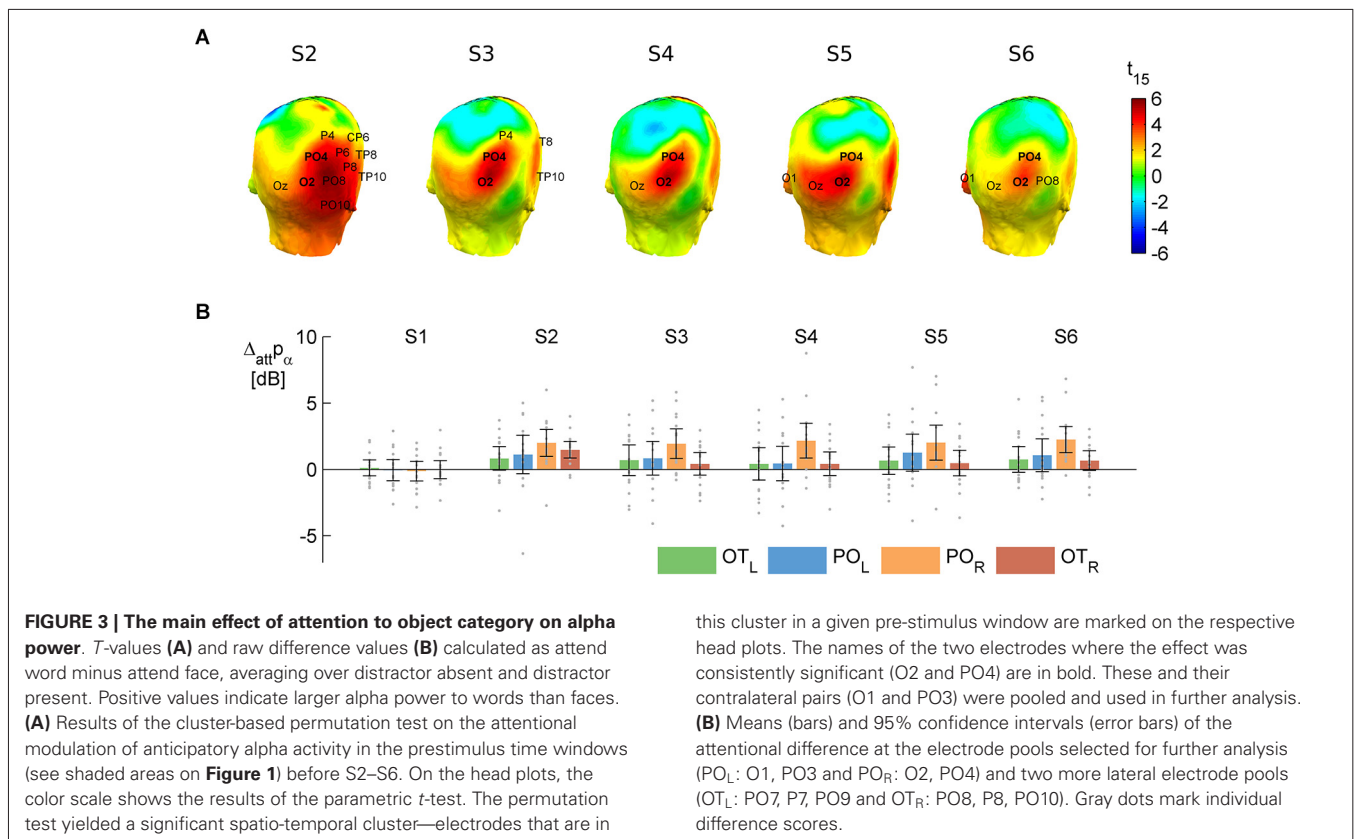 A
S2 S3 S4 S5 S6
t15
6
4
2
0
-2
-4
-6
P4 CP6
PO4 P6 TP8
P8
Oz O2 PO8 TP10
PO10
P4 T8
PO4
O2 TP10
PO4
Oz O2
PO4
O1 Oz O2
PO4
O1 Oz O2 PO8
B
S1 S2 S3 S4 S5 S6
Δattpα
[dB]
10
5
0
-5
OTL POL POR OTR
FIGURE 3 | The main effect of attention to object category on alpha
power. T-values (A) and raw difference values (B) calculated as attend
word minus attend face, averaging over distractor absent and distractor
present. Positive values indicate larger alpha power to words than faces.
(A) Results of the cluster-based permutation test on the attentional
modulation of anticipatory alpha activity in the prestimulus time windows
(see shaded areas on Figure 1) before S2–S6. On the head plots, the
color scale shows the results of the parametric t-test. The permutation
test yielded a significant spatio-temporal cluster—electrodes that are in
this cluster in a given pre-stimulus window are marked on the respective
head plots. The names of the two electrodes where the effect was
consistently significant (O2 and PO4) are in bold. These and their
contralateral pairs (O1 and PO3) were pooled and used in further analysis.
(B) Means (bars) and 95% confidence intervals (error bars) of the
attentional difference at the electrode pools selected for further analysis
(POL: O1, PO3 and POR: O2, PO4) and two more lateral electrode pools
(OTL: PO7, P7, PO9 and OTR: PO8, P8, PO10). Gray dots mark individual
difference scores.